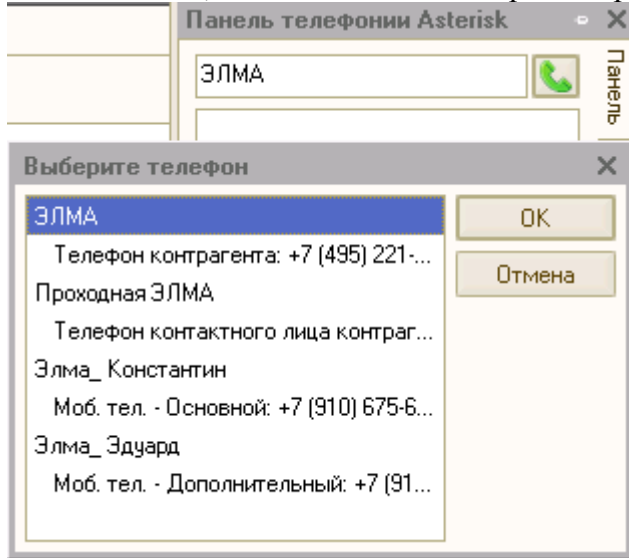 Панель телефонии Asterisk
ЭЛМА
Панель
Выберите телефон
ЭЛМА
Телефон контрагента: +7 (495) 221-...
Проходная ЭЛМА
Телефон контактного лица контраг...
Элма_ Константин
Моб. тел. - Основной: +7 (910) 675-6...
Элма_ Эдуард
Моб. тел. - Дополнительный: +7 (91...
OK
Отмена